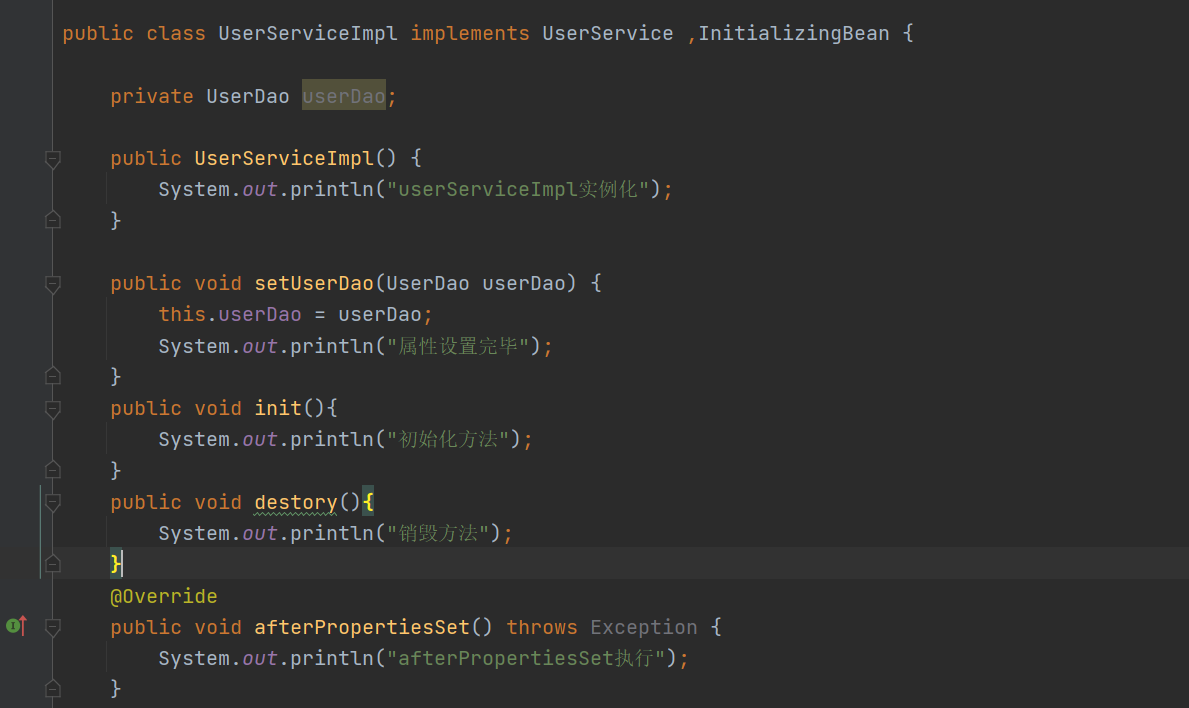 public class UserServiceImpl implements UserService ,InitializingBean {
private UserDao userDao;
public UserServiceImpl() {
System.out.println("userServiceImpl实例化");
}
public void setUserDao(UserDao userDao) {
this.userDao = userDao;
System.out.println("属性设置完毕");
}
public void init(){
System.out.println("初始化方法");
}
public void destory(){
System.out.println("销毁方法");
}
@Override
public void afterPropertiesSet() throws Exception {
System.out.println("afterPropertiesSet执行");
}